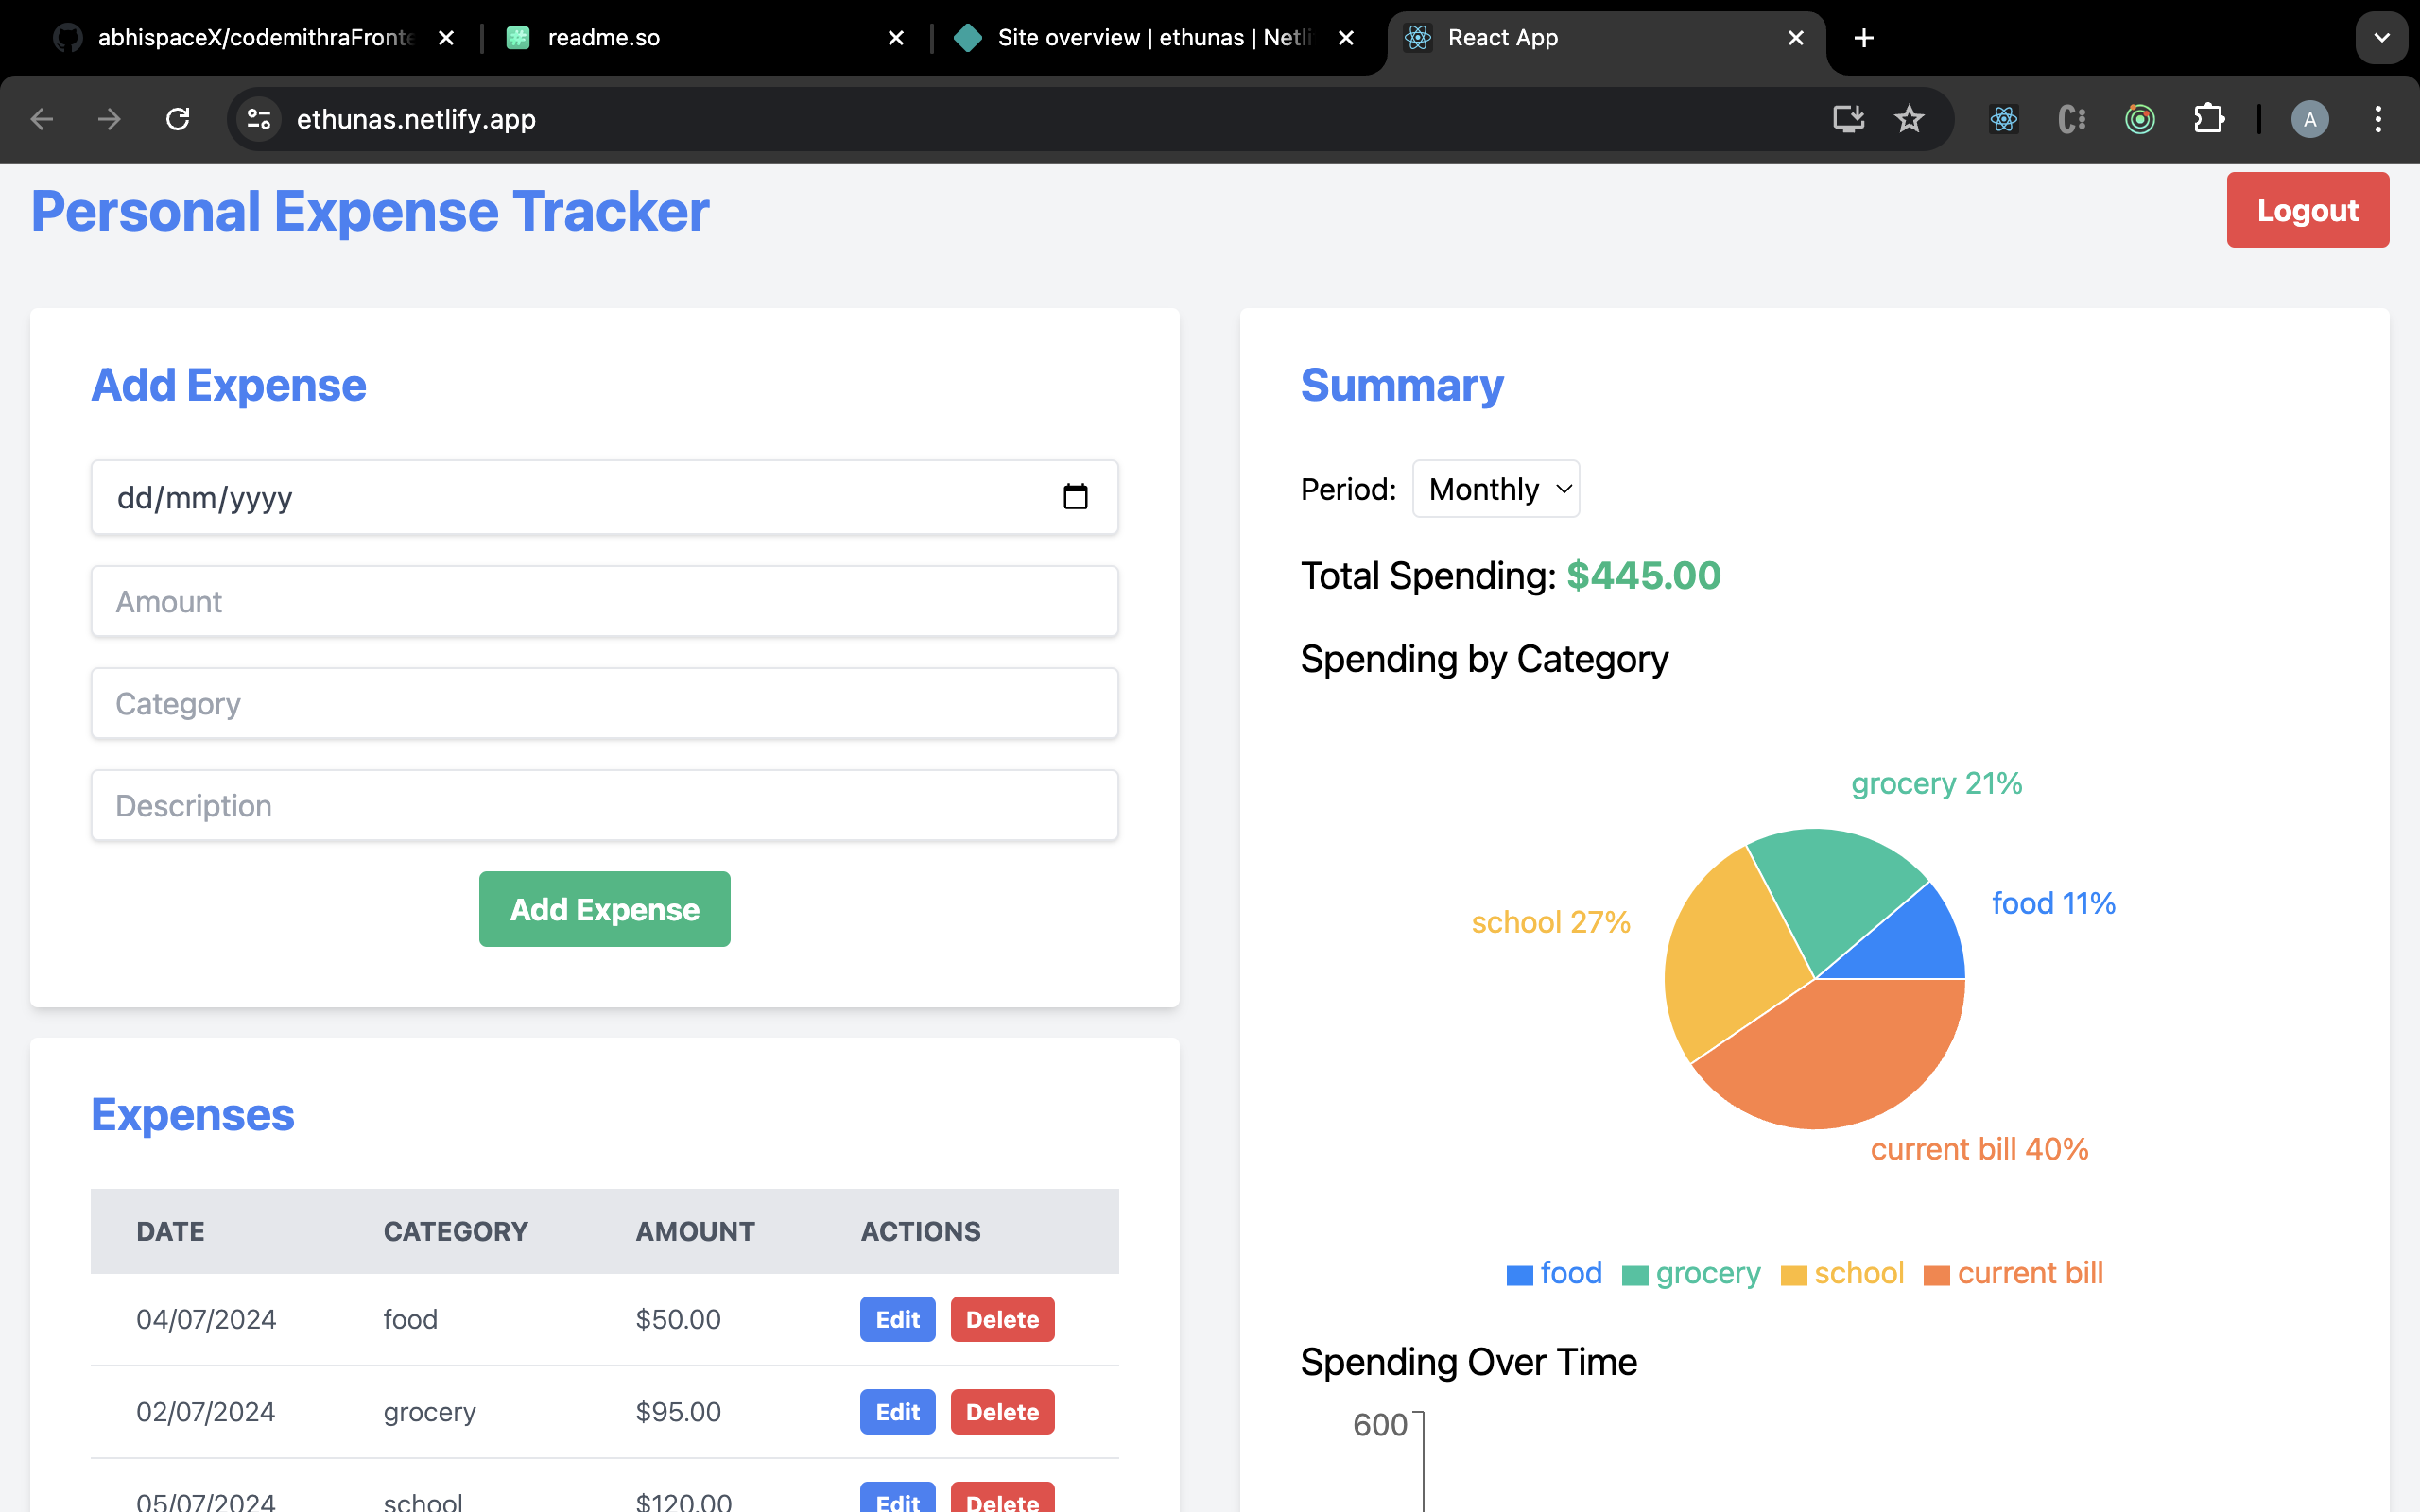 abhispaceX/codemithraFronte
readme.so
Site overview | ethunas | Netli
React App
ethunas.netlify.app
A
Personal Expense Tracker
Logout
Add Expense
dd/mm/yyyy
Amount
Category
Description
Add Expense
Expenses
DATE CATEGORY AMOUNT ACTIONS
04/07/2024 food $50.00 Edit Delete
02/07/2024 grocery $95.00 Edit Delete
05/07/2024 school $120.00 Edit Delete
Summary
Period: Monthly
Total Spending: $445.00
Spending by Category
grocery 21%
food 11%
school 27%
current bill 40%
food grocery school current bill
Spending Over Time
600